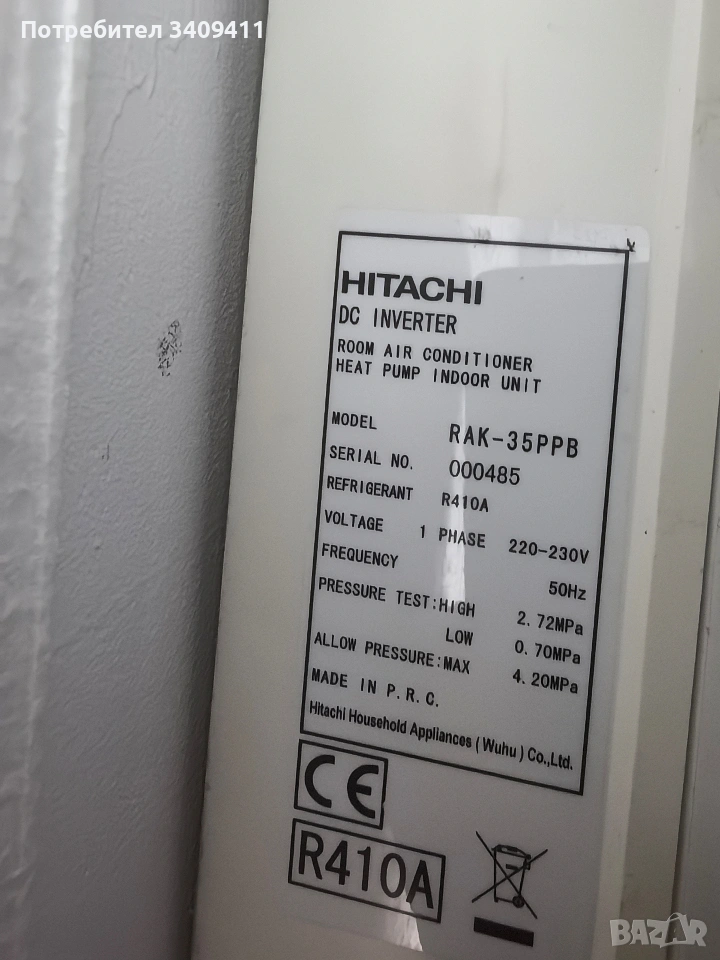 Потребител 3409411
HITACHI
DC INVERTER
ROOM AIR CONDITIONER
HEAT PUMP INDOOR UNIT
MODEL RAK-35PPB
SERIAL NO. 000485
REFRIGERANT R410A
VOLTAGE 1 PHASE 220-230V
FREQUENCY 50Hz
PRESSURE TEST:HIGH 2.72MPa
LOW 0.70MPa
ALLOW PRESSURE:MAX 4.20MPa
MADE IN P.R.C.
Hitachi Household Appliances (Wuhu) Co.,Ltd.
CE
R410A
BAZAR